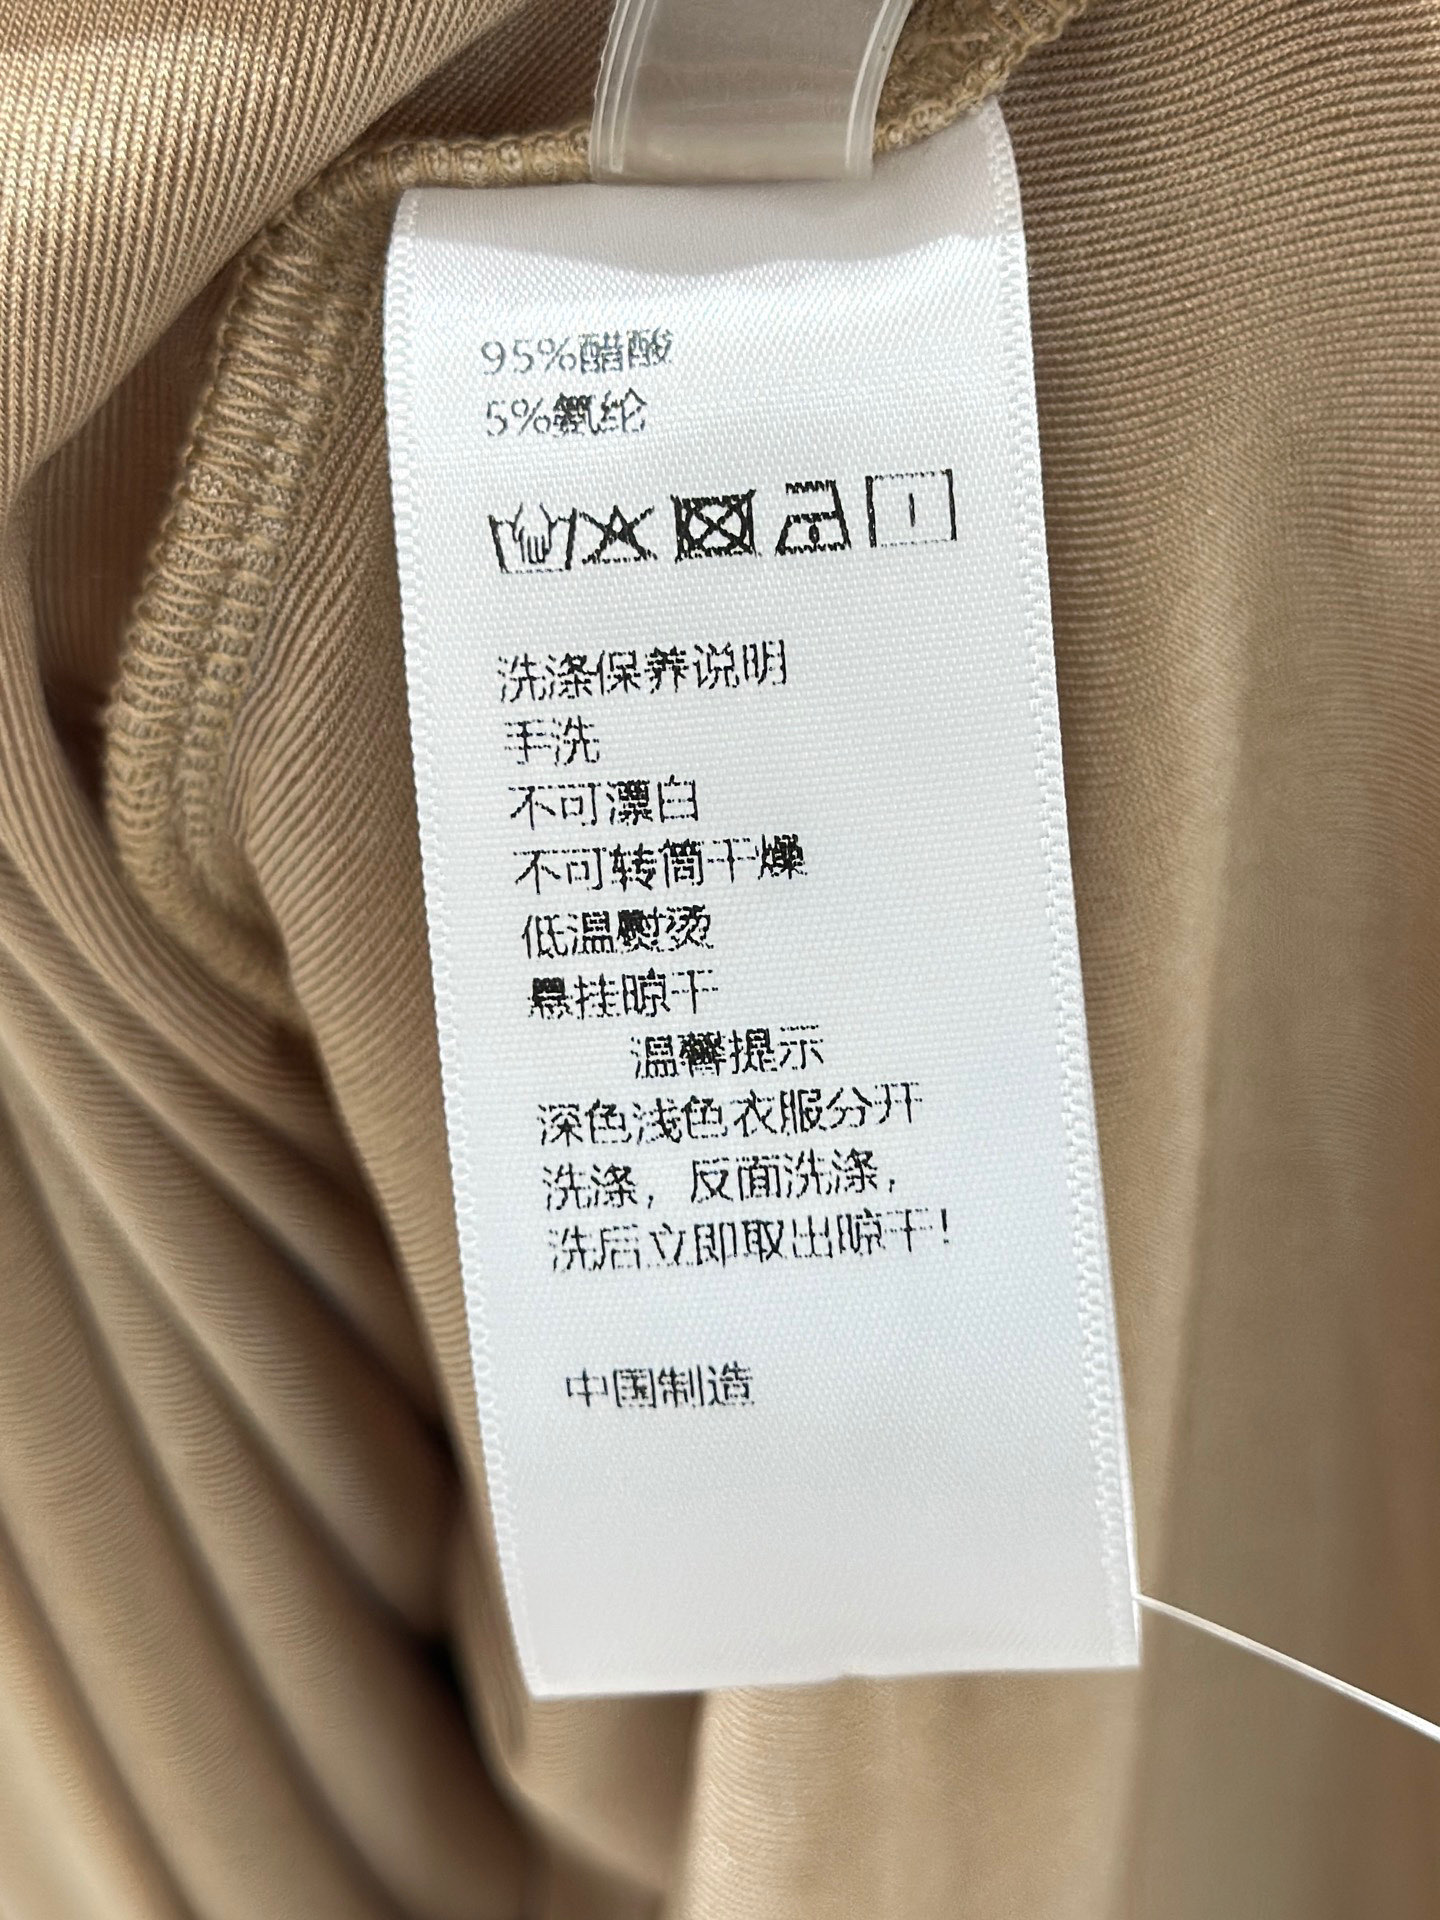 95%醋酸
5%氨纶
洗涤保养说明
手洗
不可漂白
不可转筒干燥
低温熨烫
悬挂晾干
温馨提示
深色浅色衣服分开
洗涤，反面洗涤，
洗后立即取出晾干！
中国制造